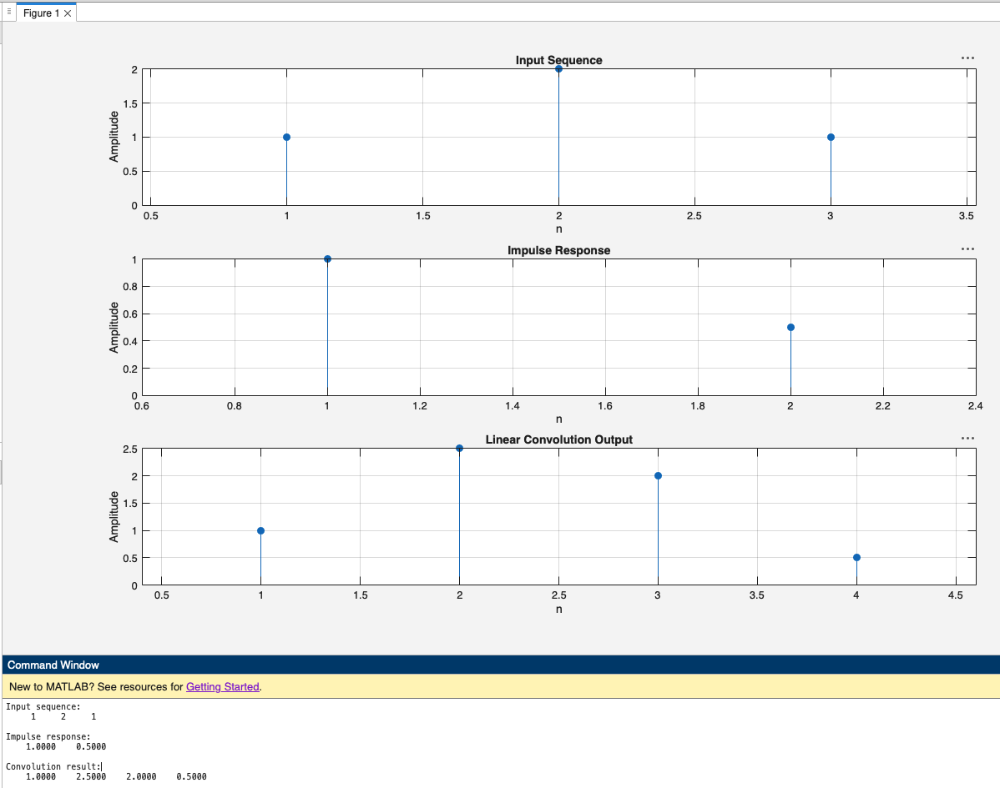 Figure 1
Input Sequence
Amplitude
2
1.5
1
0.5
0
0.5 1 1.5 2 2.5 3 3.5
n
Impulse Response
Amplitude
1
0.8
0.6
0.4
0.2
0
0.6 0.8 1 1.2 1.4 1.6 1.8 2 2.2 2.4
n
Linear Convolution Output
Amplitude
2.5
2
1.5
1
0.5
0
0.5 1 1.5 2 2.5 3 3.5 4 4.5
n
Command Window
New to MATLAB? See resources for Getting Started.
Input sequence:
1 2 1
Impulse response:
1.0000 0.5000
Convolution result:
1.0000 2.5000 2.0000 0.5000